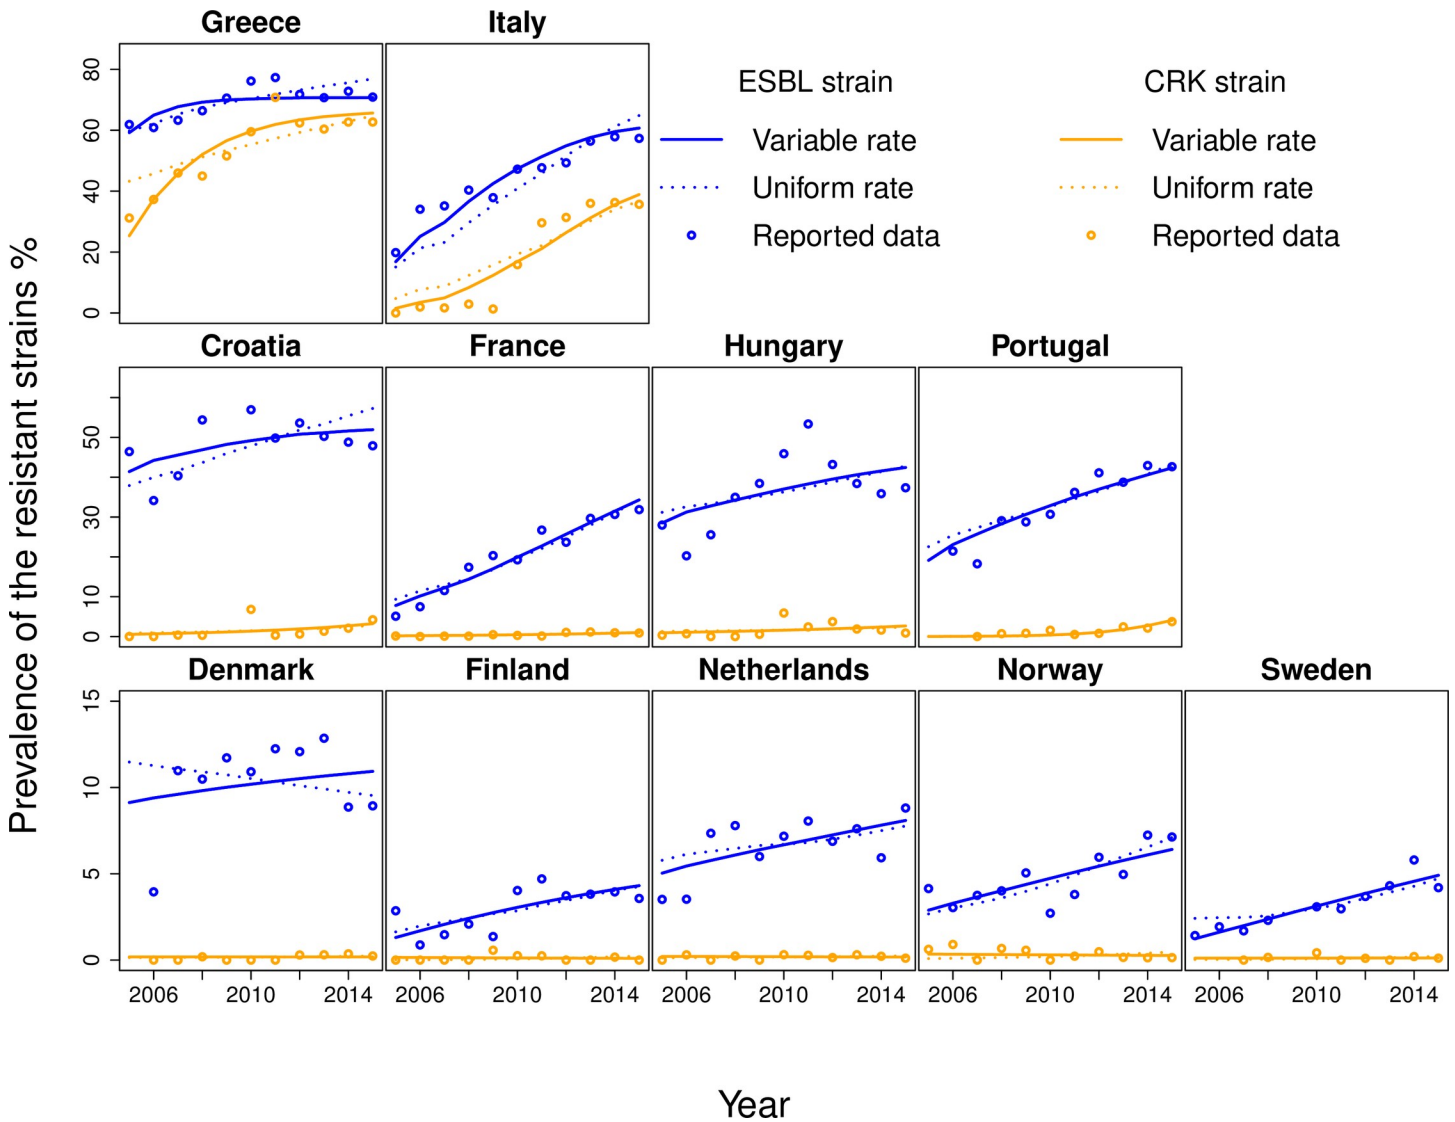 Greece
Italy
ESBL strain
CRK strain
Variable rate
Variable rate
Uniform rate
Uniform rate
Reported data
Reported data
80
60
40
20
0
Croatia
France
Hungary
Portugal
50
30
10
0
Denmark
Finland
Netherlands
Norway
Sweden
15
10
5
0
2006 2010 2014
2006 2010 2014
2006 2010 2014
2006 2010 2014
2006 2010 2014
Prevalence of the resistant strains %
Year